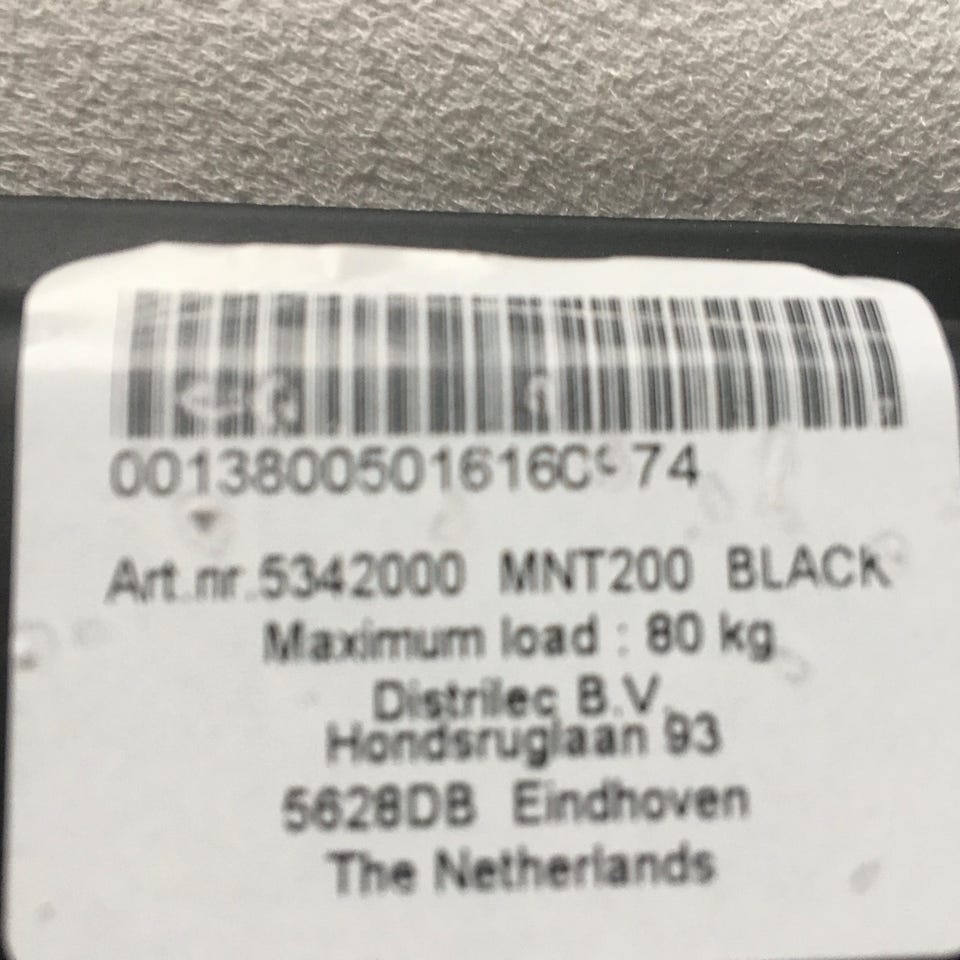 Art.nr.5342000 MNT200 BLACK
Maximum load : 80 kg
Distrilec B.V.
Hondsruglaan 93
5628DB Eindhoven
The Netherlands